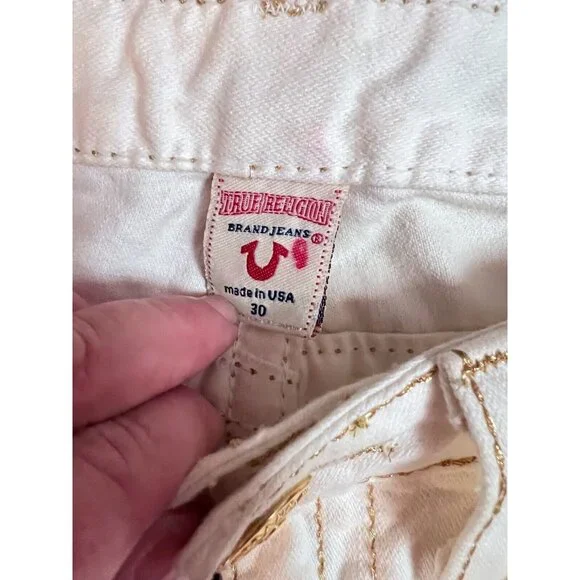 TRUE RELIGION
BRAND JEANS ®
made in USA
30